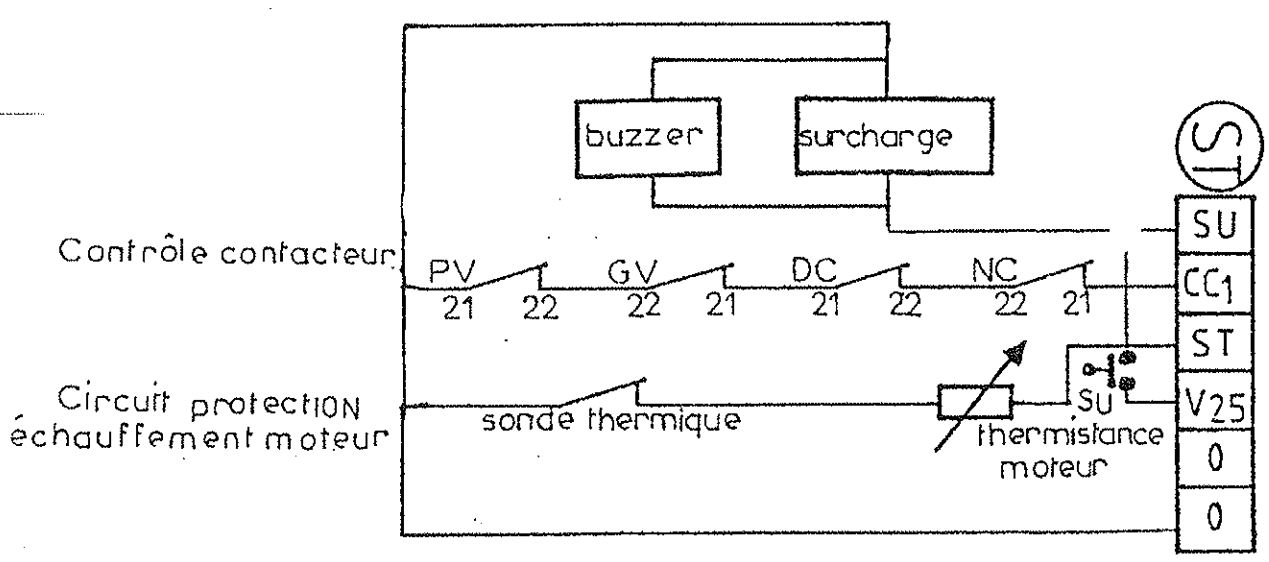 buzzer
surcharge
ST
SU
Contrôle contacteur
PV
GV
DC
NC
21
22
22
21
21
22
22
21
CC1
ST
Circuit protectION
échauffement moteur
sonde thermique
SU
V25
thermistance
moteur
0
0